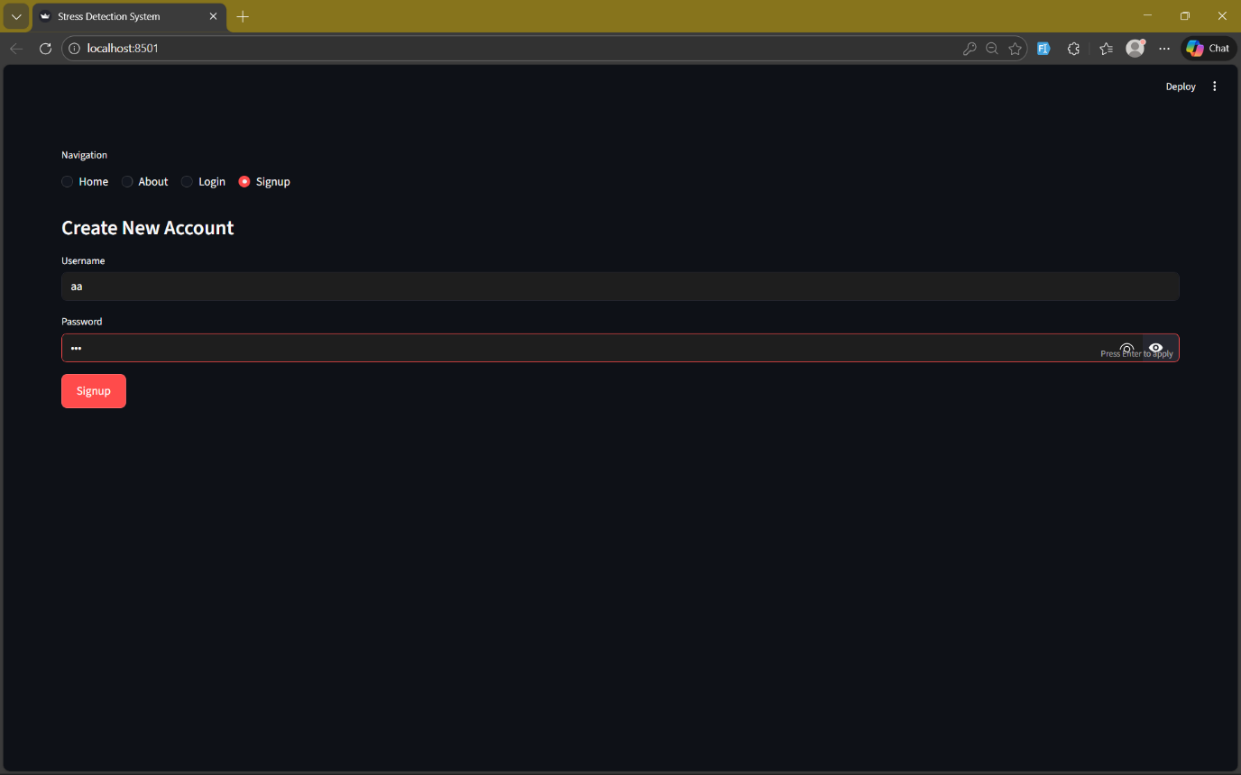 Stress Detection System
localhost:8501
Chat
Deploy
Navigation
Home About Login Signup
Create New Account
Username
aa
Password
•••
Press Enter to apply
Signup